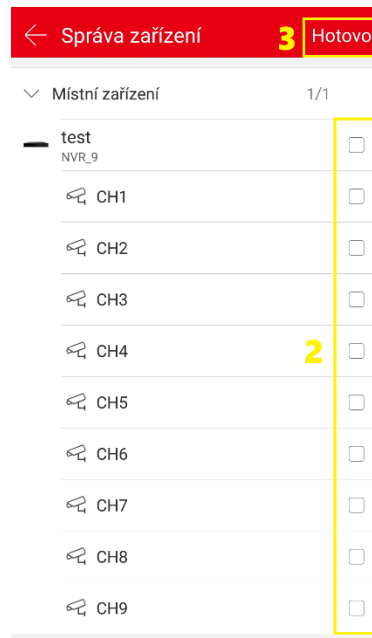 Správa zařízení 3 Hotovo
Místní zařízení 1/1
test
NVR_9
CH1
CH2
CH3
CH4 2
CH5
CH6
CH7
CH8
CH9